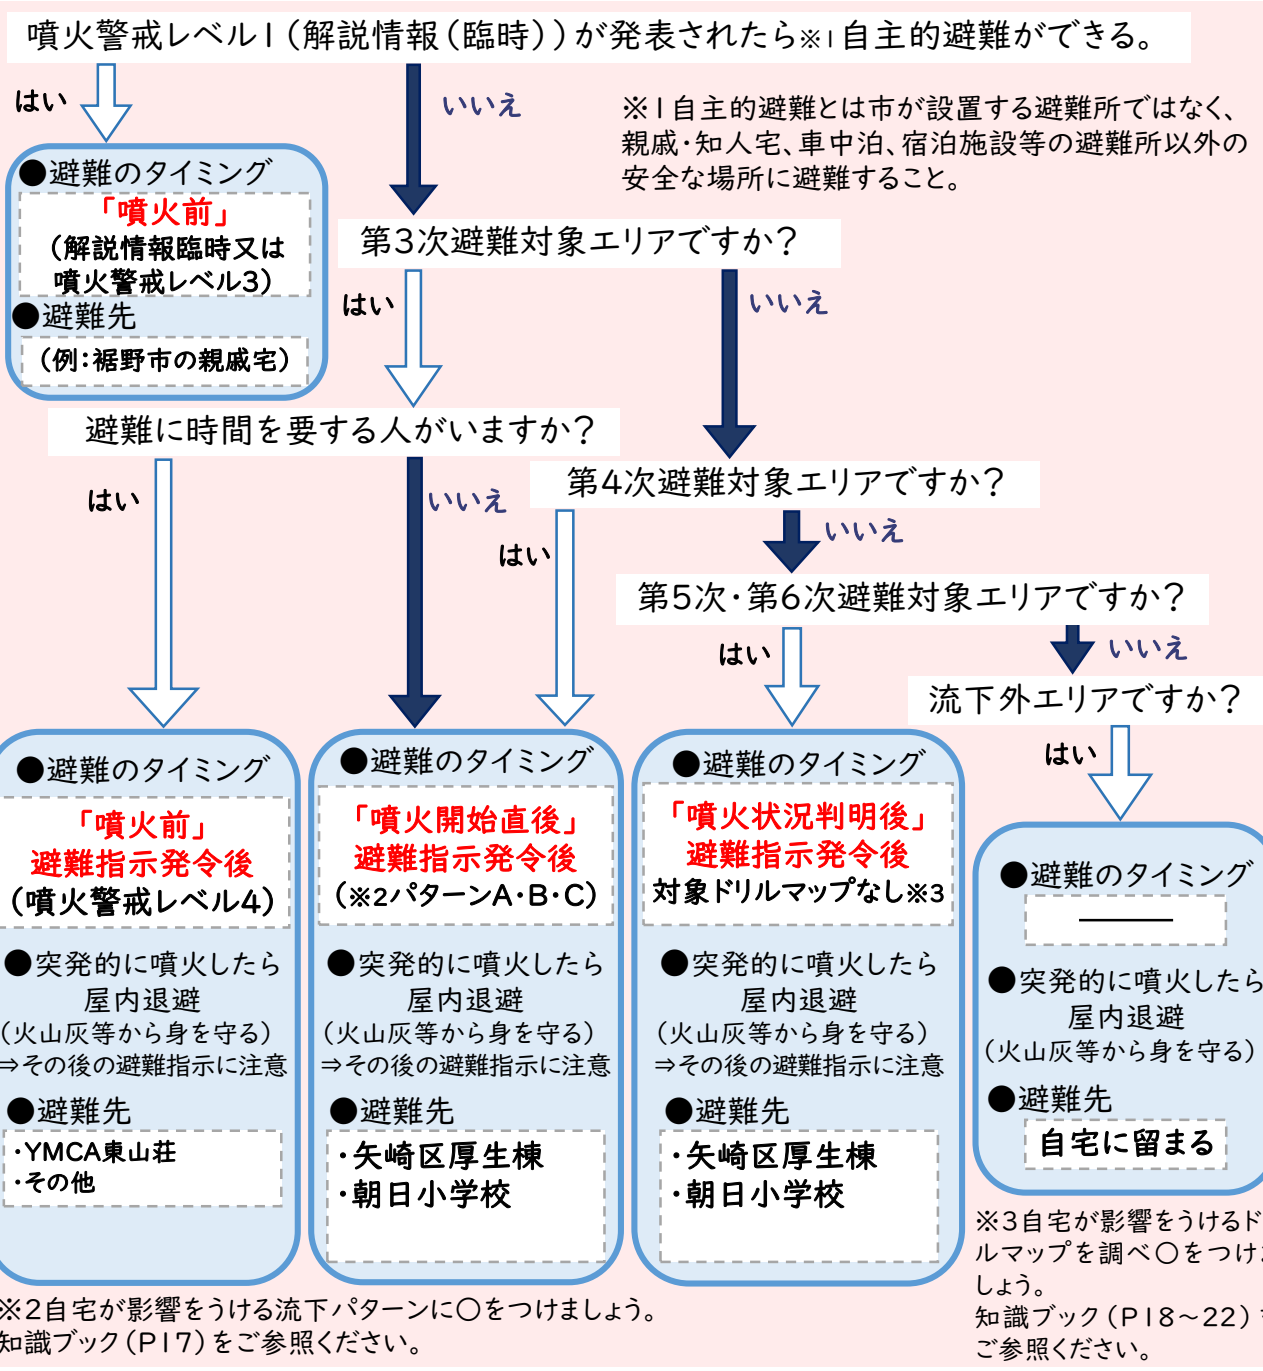 噴火警戒レベル1(解説情報(臨時))が発表されたら※1自主的避難ができる。
はい
いいえ
※1自主的避難とは市が設置する避難所ではなく、
親戚・知人宅、車中泊、宿泊施設等の避難所以外の
安全な場所に避難すること。
●避難のタイミング
「噴火前」
(解説情報臨時又は
噴火警戒レベル3)
●避難先
(例:裾野市の親戚宅)
第3次避難対象エリアですか?
はい
いいえ
避難に時間を要する人がいますか?
はい
いいえ
第4次避難対象エリアですか?
はい
いいえ
第5次・第6次避難対象エリアですか?
はい
いいえ
流下外エリアですか?
はい
●避難のタイミング
「噴火前」
避難指示発令後
(噴火警戒レベル4)
●突発的に噴火したら
屋内退避
(火山灰等から身を守る)
⇒その後の避難指示に注意
●避難先
・YMCA東山荘
・その他
●避難のタイミング
「噴火開始直後」
避難指示発令後
(※2パターンA・B・C)
●突発的に噴火したら
屋内退避
(火山灰等から身を守る)
⇒その後の避難指示に注意
●避難先
・矢崎区厚生棟
・朝日小学校
●避難のタイミング
「噴火状況判明後」
避難指示発令後
対象ドリルマップなし※3
●突発的に噴火したら
屋内退避
(火山灰等から身を守る)
⇒その後の避難指示に注意
●避難先
・矢崎区厚生棟
・朝日小学校
●避難のタイミング
――――
●突発的に噴火したら
屋内退避
(火山灰等から身を守る)
●避難先
自宅に留まる
※2自宅が影響をうける流下パターンに○をつけましょう。
知識ブック(P17)をご参照ください。
※3自宅が影響をうけるド
ルマップを調べ○をつけ
しょう。
知識ブック(P18~22)
ご参照ください。